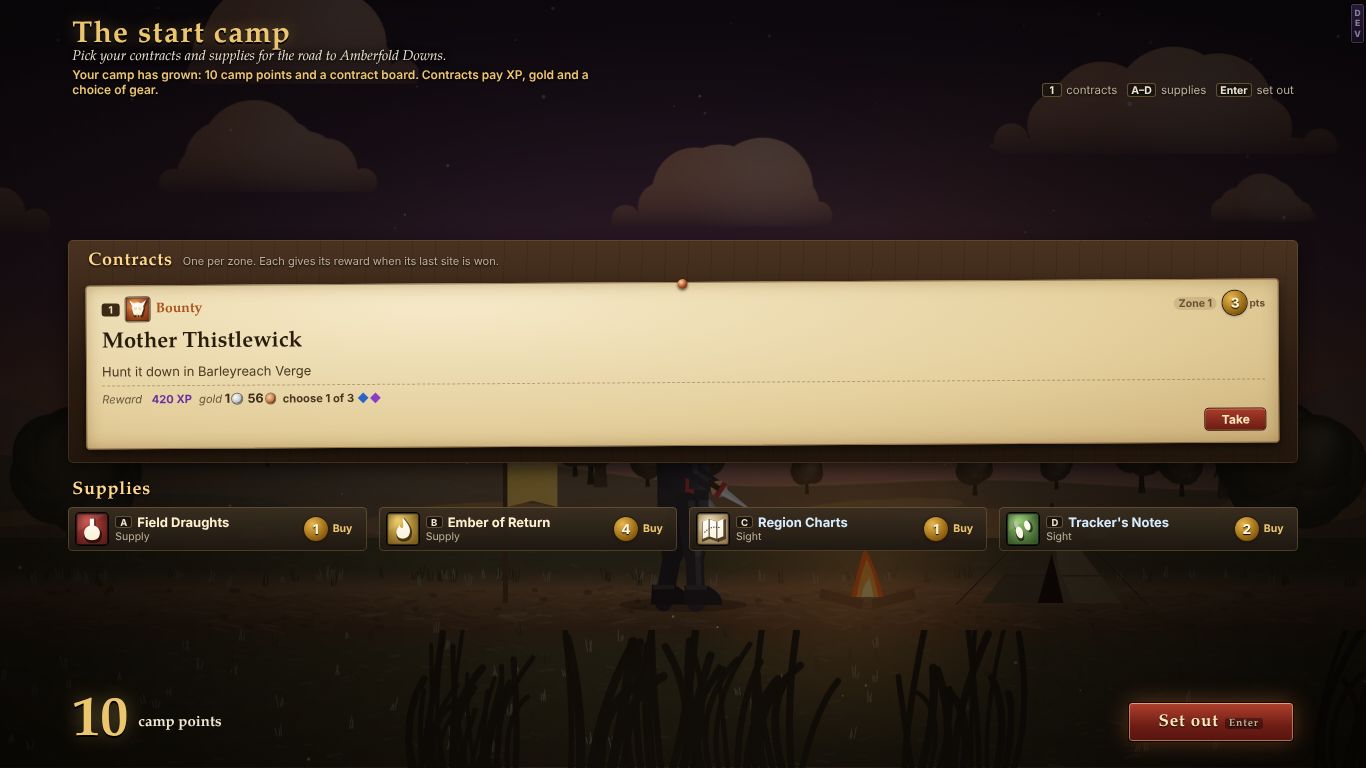 The start camp
Pick your contracts and supplies for the road to Amberfold Downs.
Your camp has grown: 10 camp points and a contract board. Contracts pay XP, gold and a
choice of gear.
DEV
1 contracts A–D supplies Enter set out
Contracts One per zone. Each gives its reward when its last site is won.
1 Bounty Zone 1 3 pts
Mother Thistlewick
Hunt it down in Barleyreach Verge
Reward 420 XP gold 1 56 choose 1 of 3
Take
Supplies
A Field Draughts
Supply
1 Buy
B Ember of Return
Supply
4 Buy
C Region Charts
Sight
1 Buy
D Tracker's Notes
Sight
2 Buy
10 camp points
Set out Enter